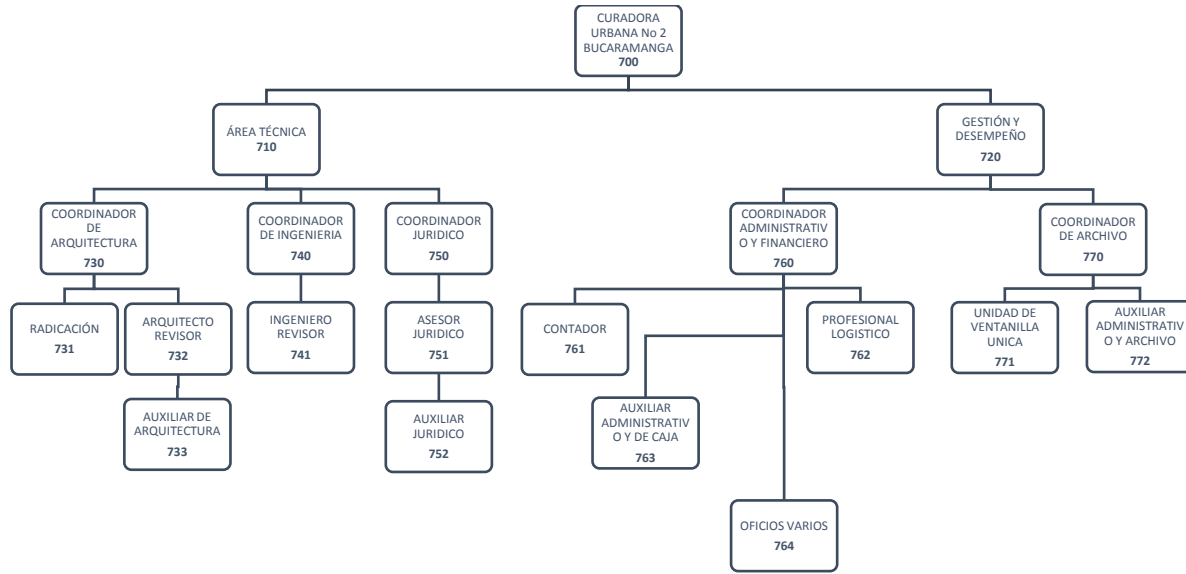 CURADORA
URBANA No 2
BUCARAMANGA
700
ÁREA TÉCNICA
710
GESTIÓN Y
DESEMPEÑO
720
COORDINADOR
DE
ARQUITECTURA
730
COORDINADOR
DE INGENIERIA
740
COORDINADOR
JURIDICO
750
COORDINADOR
ADMINISTRATIV
O Y FINANCIERO
760
COORDINADOR
DE ARCHIVO
770
RADICACIÓN
731
ARQUITECTO
REVISOR
732
INGENIERO
REVISOR
741
ASESOR
JURIDICO
751
CONTADOR
761
PROFESIONAL
LOGISTICO
762
UNIDAD DE
VENTANILLA
UNICA
771
AUXILIAR
ADMINISTRATIV
O Y ARCHIVO
772
AUXILIAR DE
ARQUITECTURA
733
AUXILIAR
JURIDICO
752
AUXILIAR
ADMINISTRATIV
O Y DE CAJA
763
OFICIOS VARIOS
764